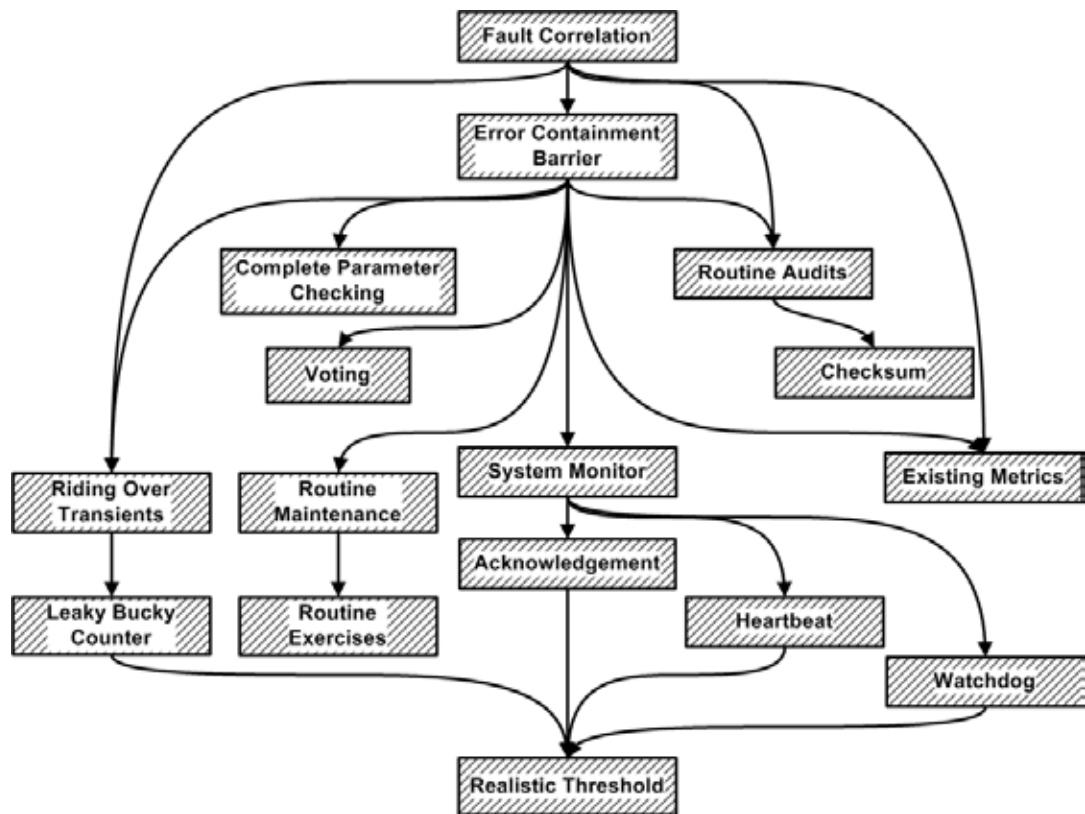 Fault Correlation
Error Containment
Barrier
Complete Parameter
Checking
Routine Audits
Voting
Checksum
System Monitor
Existing Metrics
Riding Over
Transients
Routine
Maintenance
Acknowledgement
Leaky Bucky
Counter
Routine
Exercises
Heartbeat
Watchdog
Realistic Threshold